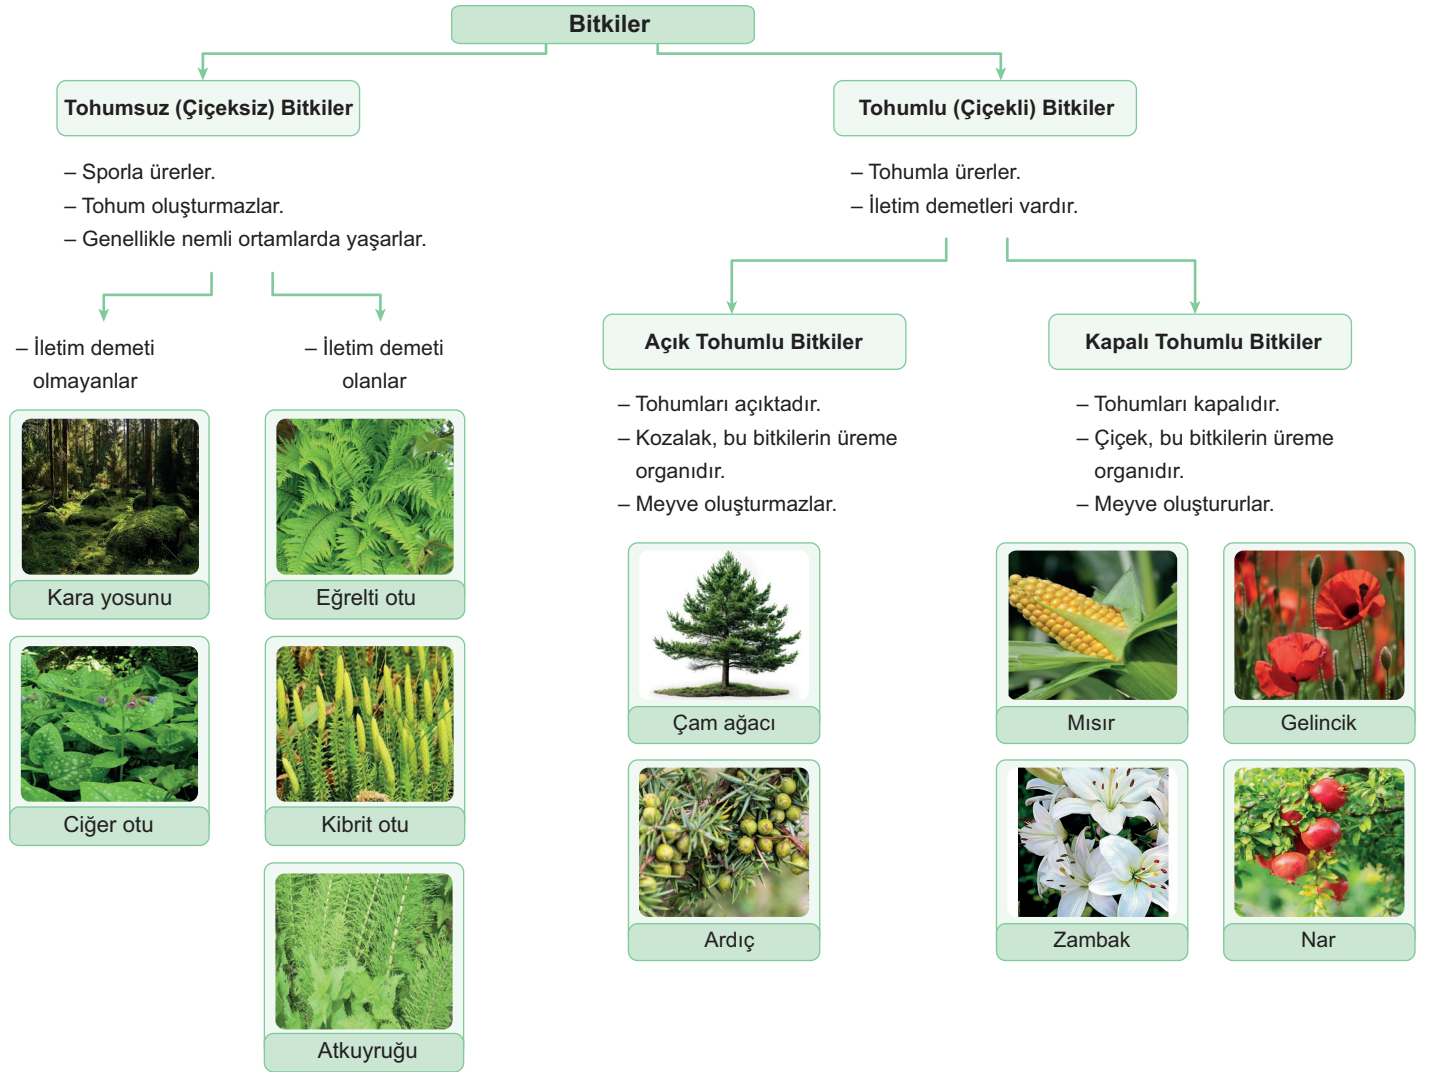 Bitkiler
Tohumsuz (Çiçeksiz) Bitkiler
– Sporla ürerler.
– Tohum oluşturmazlar.
– Genellikle nemli ortamlarda yaşarlar.
– İletim demeti
olmayanlar
Kara yosunu
Ciğer otu
– İletim demeti
olanlar
Eğrelti otu
Kibrit otu
Atkuyruğu
Tohumlu (Çiçekli) Bitkiler
– Tohumla ürerler.
– İletim demetleri vardır.
Açık Tohumlu Bitkiler
– Tohumları açıktadır.
– Kozalak, bu bitkilerin üreme
organıdır.
– Meyve oluşturmazlar.
Çam ağacı
Ardıç
Kapalı Tohumlu Bitkiler
– Tohumları kapalıdır.
– Çiçek, bu bitkilerin üreme
organıdır.
– Meyve oluştururlar.
Mısır
Gelincik
Zambak
Nar